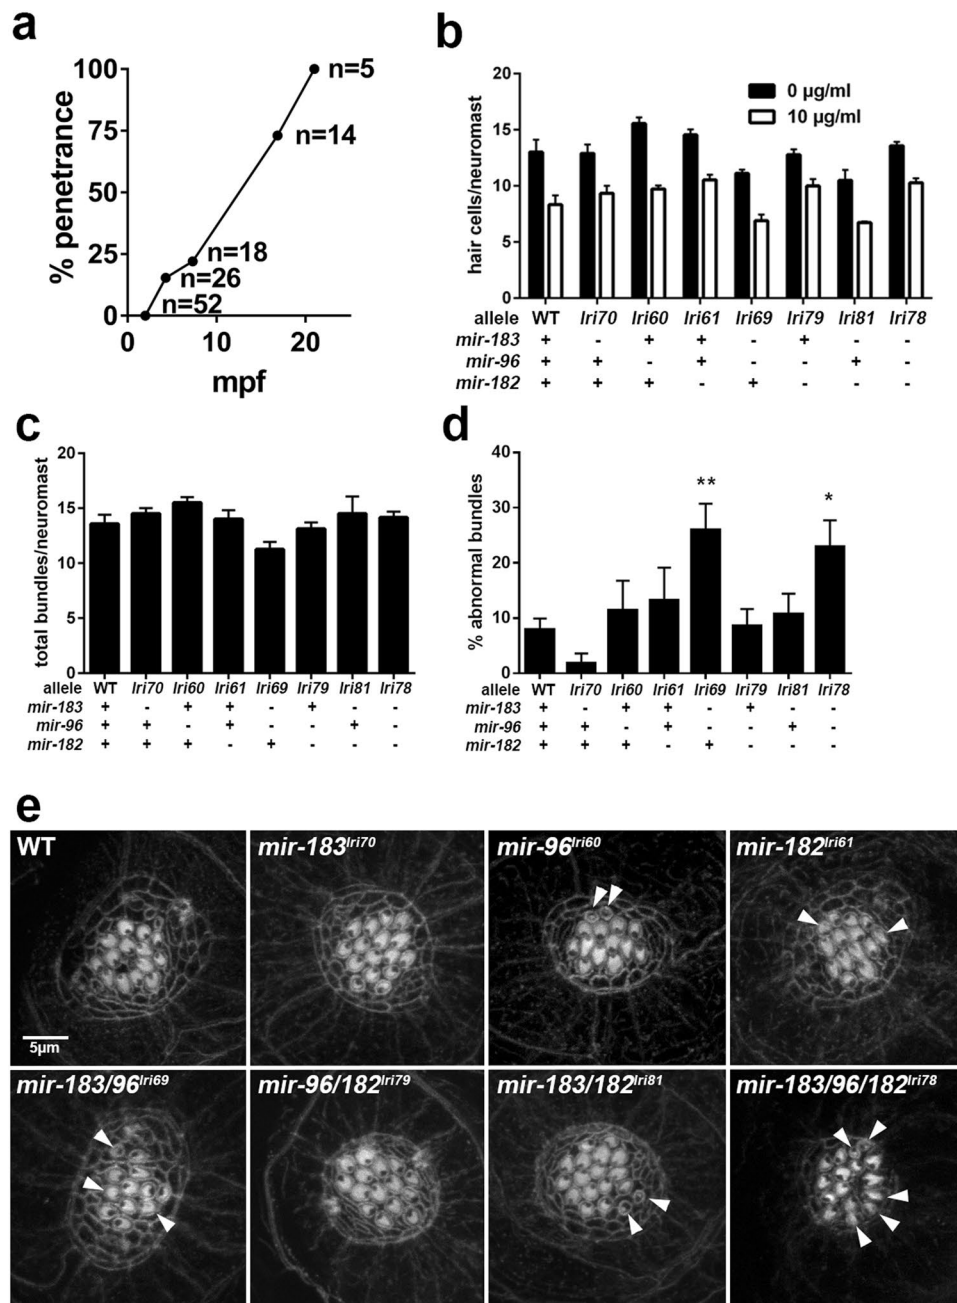 a
% penetrance
100
75
50
25
0
n=5
n=14
n=18
n=26
n=52
0 10 20
mpf
b
hair cells/neuromast
20
15
10
5
0
0 µg/ml
10 µg/ml
allele WT lri70 lri60 lri61 lri69 lri79 lri81 lri78
mir-183 + - + + - + - -
mir-96 + + - + - - + -
mir-182 + + + - + - - -
c
total bundles/neuromast
20
15
10
5
0
allele WT lri70 lri60 lri61 lri69 lri79 lri81 lri78
mir-183 + - + + - + - -
mir-96 + + - + - - + -
mir-182 + + + - + - - -
d
% abnormal bundles
40
30
20
10
0
**
*
allele WT lri70 lri60 lri61 lri69 lri79 lri81 lri78
mir-183 + - + + - + - -
mir-96 + + - + - - + -
mir-182 + + + - + - - -
e
WT
mir-183lri70
mir-96lri60
mir-182lri61
5µm
mir-183/96lri69
mir-96/182lri79
mir-183/182lri81
mir-183/96/182lri78